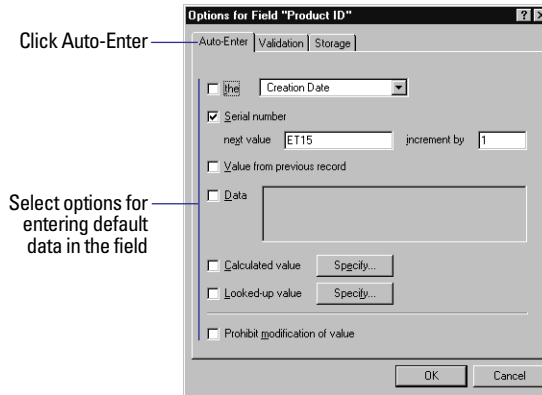 Options for Field "Product ID"
Click Auto-Enter
Auto-Enter Validation Storage
the Creation Date
Serial number
next value ET15 increment by 1
Value from previous record
Data
Select options for
entering default
data in the field
Calculated value Specify...
Looked-up value Specify...
Prohibit modification of value
OK Cancel